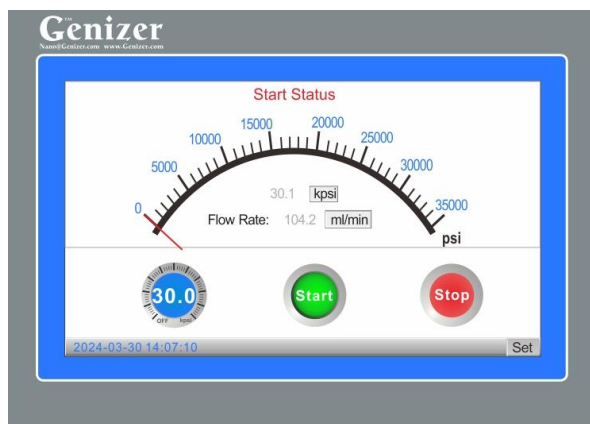 Genizer™
Nano@Genizer.com www.Genizer.com
Start Status
0
5000
10000
15000
20000
25000
30000
35000
psi
30.1 kpsi
Flow Rate: 104.2 ml/min
30.0
OFF kpsi
Start
Stop
2024-03-30 14:07:10
Set